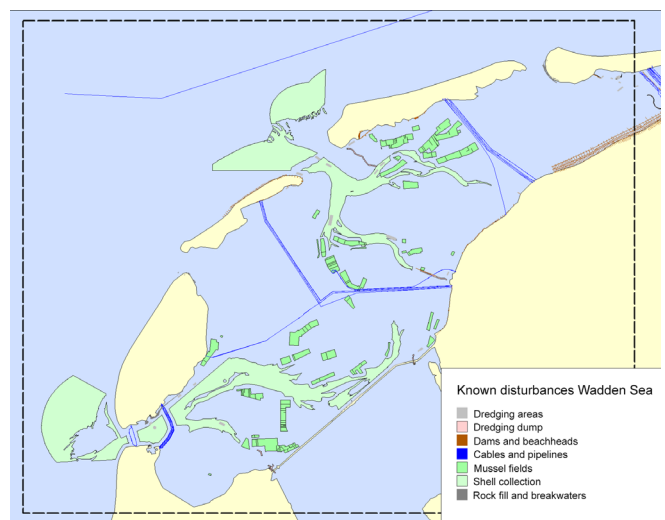 Known disturbances Wadden Sea
Dredging areas
Dredging dump
Dams and beachheads
Cables and pipelines
Mussel fields
Shell collection
Rock fill and breakwaters